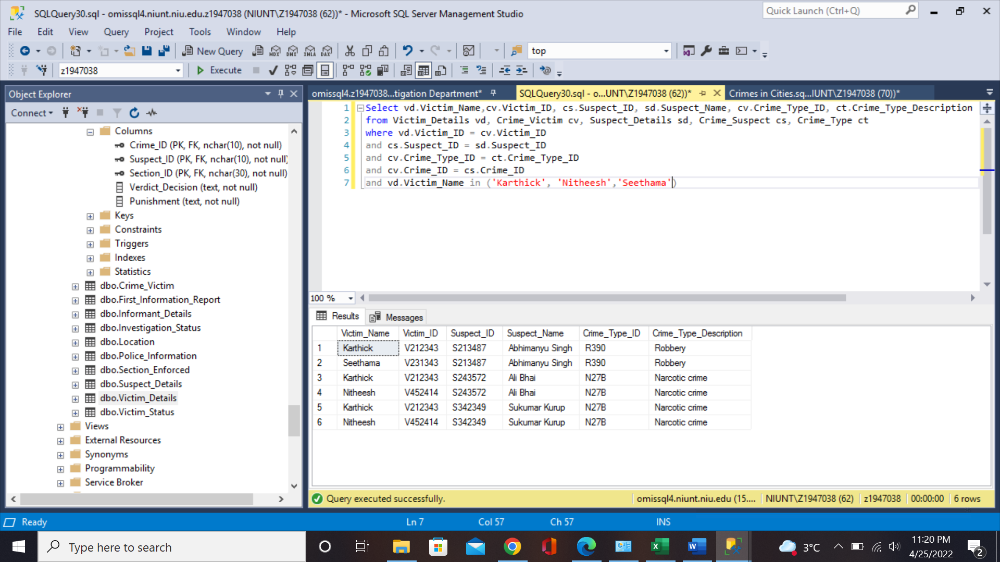 SQLQuery30.sql - omissql4.niunt.niu.edu.z1947038 (NIUNT\Z1947038 (62))* - Microsoft SQL Server Management Studio
Quick Launch (Ctrl+Q)
File Edit View Query Project Tools Window Help
New Query MDX DMX XMLA DAX top
z1947038 Execute
Object Explorer
Connect
Columns
Crime_ID (PK, FK, nchar(10), not null)
Suspect_ID (PK, FK, nchar(10), not null)
Section_ID (PK, FK, nchar(30), not null)
Verdict_Decision (text, not null)
Punishment (text, not null)
Keys
Constraints
Triggers
Indexes
Statistics
dbo.Crime_Victim
dbo.First_Information_Report
dbo.Informant_Details
dbo.Investigation_Status
dbo.Location
dbo.Police_Information
dbo.Section_Enforced
dbo.Suspect_Details
dbo.Victim_Details
dbo.Victim_Status
Views
External Resources
Synonyms
Programmability
Service Broker
omissql4.z1947038...tigation Department* SQLQuery30.sql - o...UNT\Z1947038 (62))* Crimes in Cities.sq...IUNT\Z1947038 (70))*
1 Select vd.Victim_Name,cv.Victim_ID, cs.Suspect_ID, sd.Suspect_Name, cv.Crime_Type_ID, ct.Crime_Type_Description
2 from Victim_Details vd, Crime_Victim cv, Suspect_Details sd, Crime_Suspect cs, Crime_Type ct
3 where vd.Victim_ID = cv.Victim_ID
4 and cs.Suspect_ID = sd.Suspect_ID
5 and cv.Crime_Type_ID = ct.Crime_Type_ID
6 and cv.Crime_ID = cs.Crime_ID
7 and vd.Victim_Name in ('Karthick', 'Nitheesh','Seethama')
100 %
Results Messages
Victim_Name Victim_ID Suspect_ID Suspect_Name Crime_Type_ID Crime_Type_Description
1 Karthick V212343 S213487 Abhimanyu Singh R390 Robbery
2 Seethama V231343 S213487 Abhimanyu Singh R390 Robbery
3 Karthick V212343 S243572 Ali Bhai N27B Narcotic crime
4 Nitheesh V452414 S243572 Ali Bhai N27B Narcotic crime
5 Karthick V212343 S342349 Sukumar Kurup N27B Narcotic crime
6 Nitheesh V452414 S342349 Sukumar Kurup N27B Narcotic crime
Query executed successfully. omissql4.niunt.niu.edu (15.... NIUNT\Z1947038 (62) z1947038 00:00:00 6 rows
Ready Ln 7 Col 57 Ch 57 INS
Type here to search
3°C
11:20 PM
4/25/2022
2